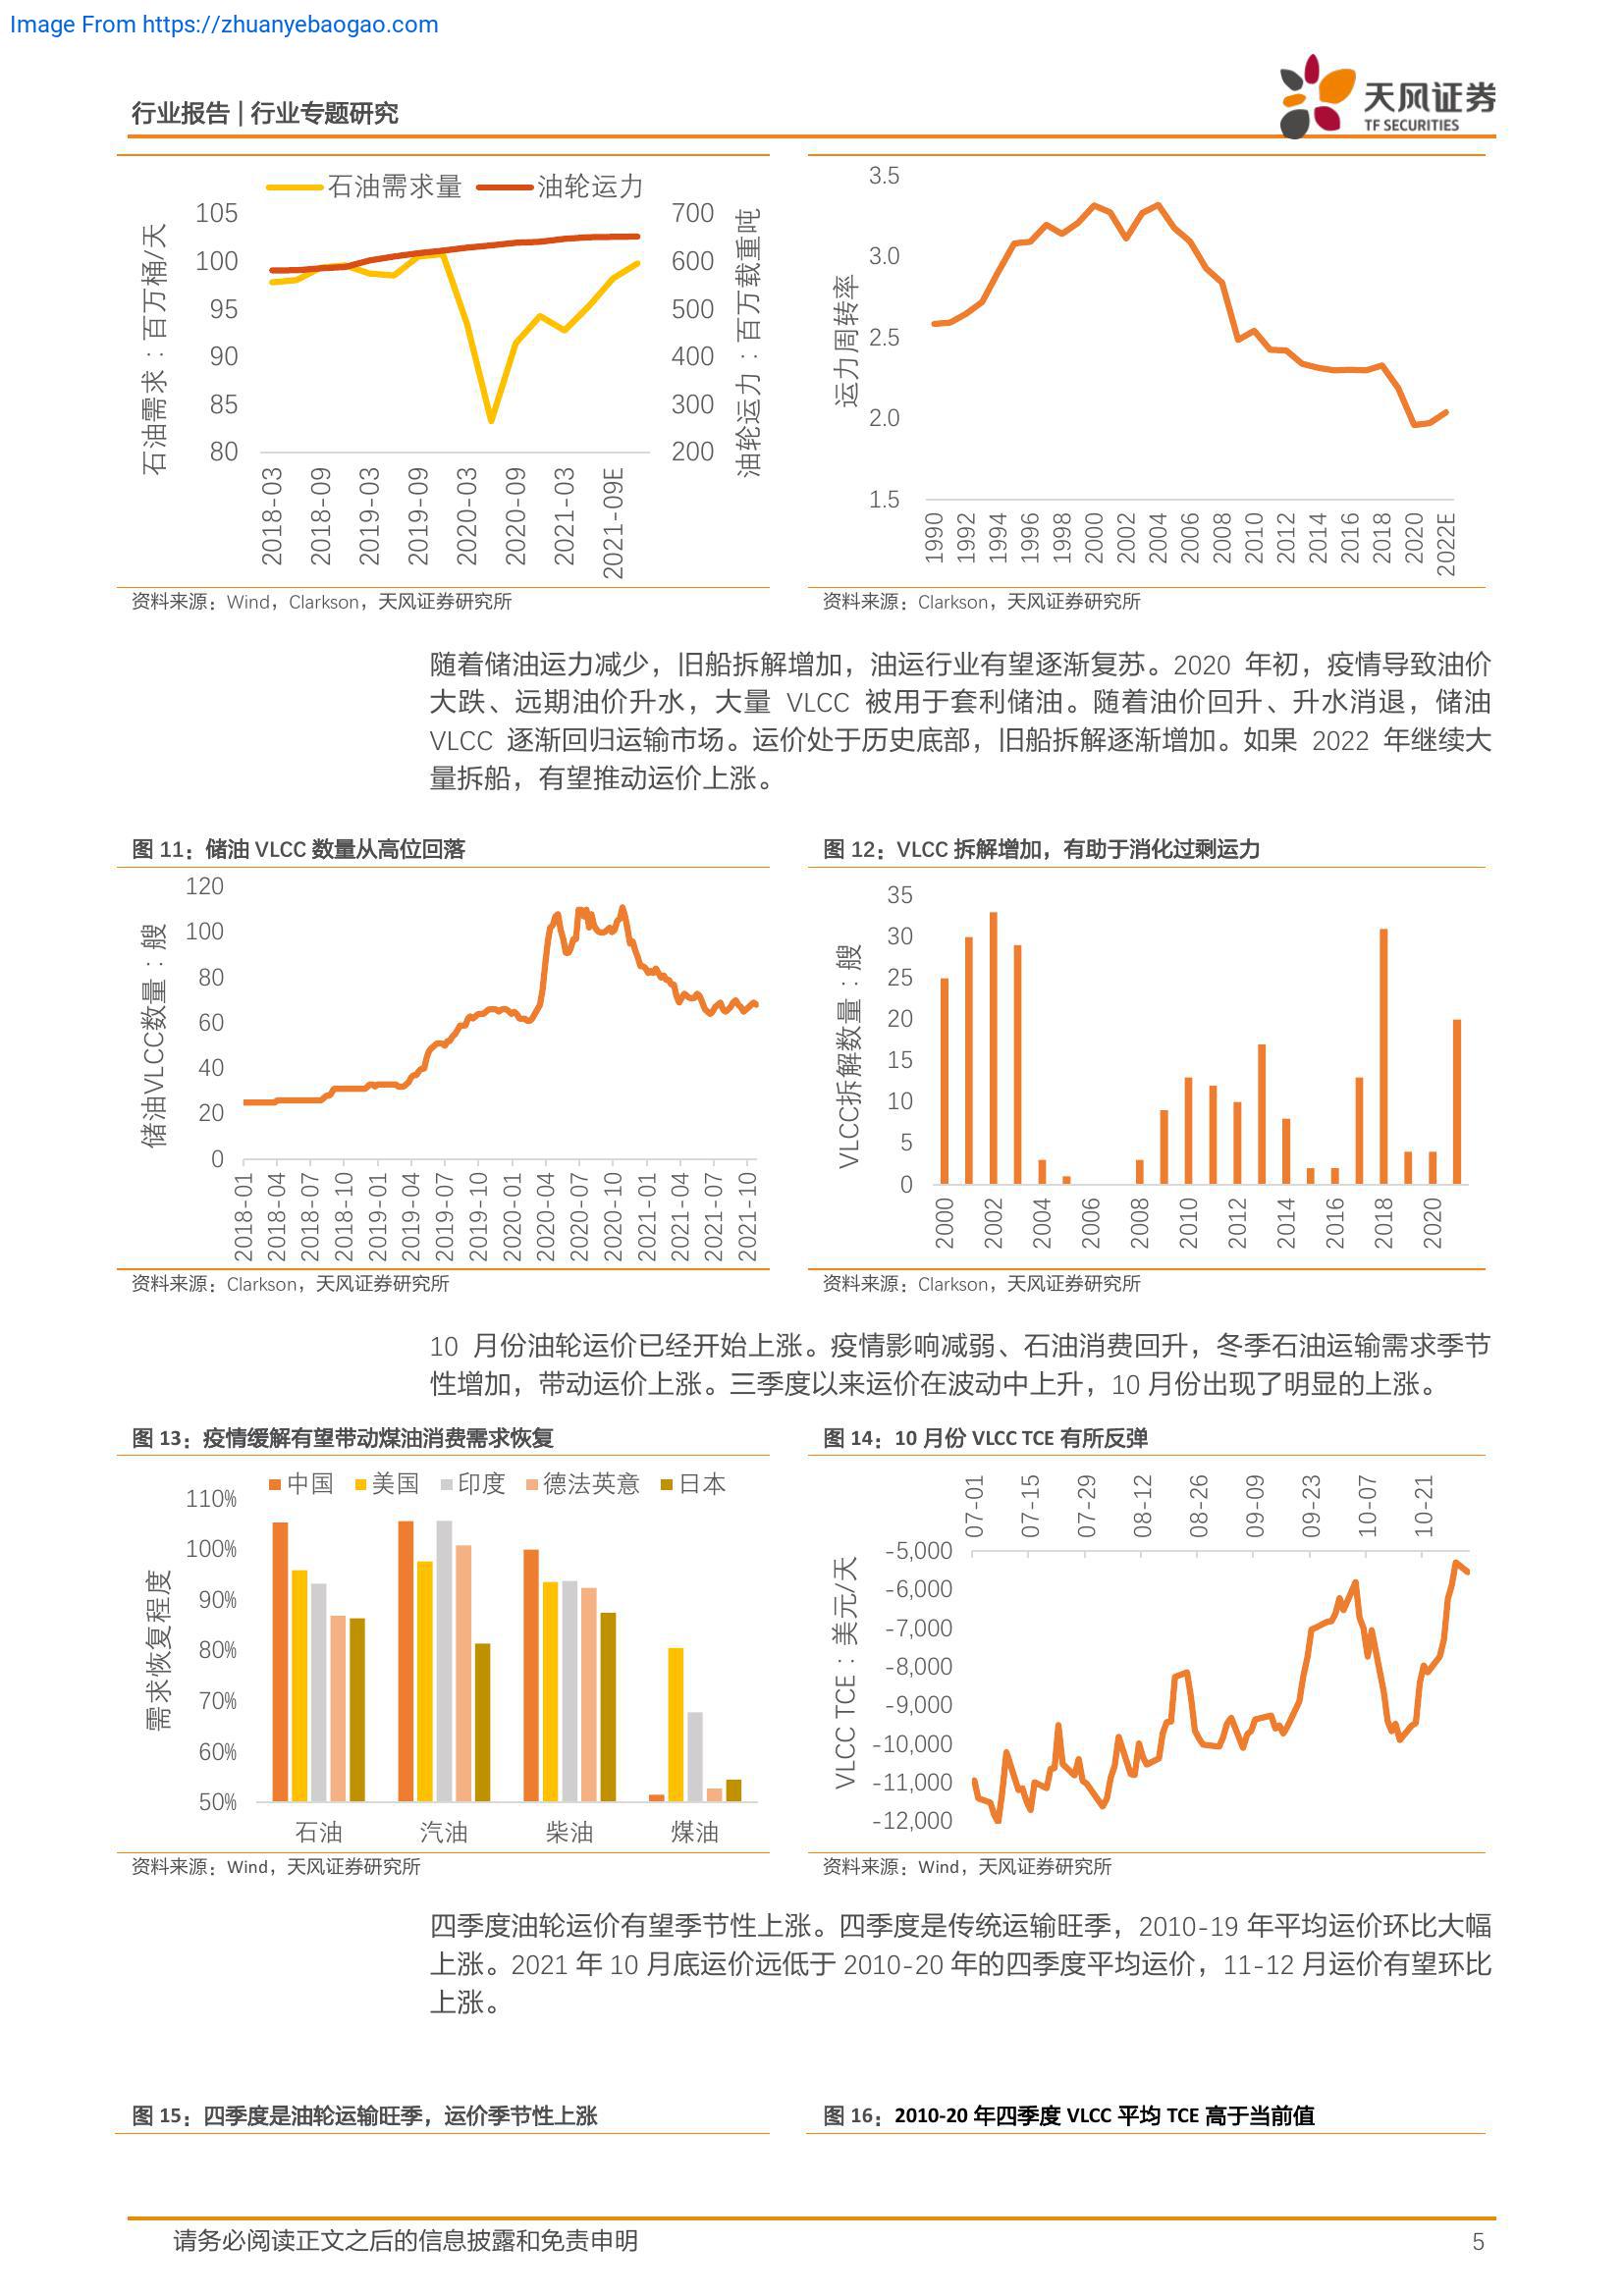 Image From https://zhuanyebaogao.com
行业报告 | 行业专题研究
天风证券
TF SECURITIES
石油需求量 油轮运力
石油需求：百万桶/天
105
100
95
90
85
80
油轮运力：百万载重吨
700
600
500
400
300
200
2018-03 2018-09 2019-03 2019-09 2020-03 2020-09 2021-03 2021-09E
资料来源：Wind，Clarkson，天风证券研究所
运力周转率
3.5
3.0
2.5
2.0
1.5
1990 1992 1994 1996 1998 2000 2002 2004 2006 2008 2010 2012 2014 2016 2018 2020 2022E
资料来源：Clarkson，天风证券研究所
随着储油运力减少，旧船拆解增加，油运行业有望逐渐复苏。2020 年初，疫情导致油价
大跌、远期油价升水，大量 VLCC 被用于套利储油。随着油价回升、升水消退，储油
VLCC 逐渐回归运输市场。运价处于历史底部，旧船拆解逐渐增加。如果 2022 年继续大
量拆船，有望推动运价上涨。
图 11：储油 VLCC 数量从高位回落
储油VLCC数量：艘
120
100
80
60
40
20
0
2018-01 2018-04 2018-07 2018-10 2019-01 2019-04 2019-07 2019-10 2020-01 2020-04 2020-07 2020-10 2021-01 2021-04 2021-07 2021-10
资料来源：Clarkson，天风证券研究所
图 12：VLCC 拆解增加，有助于消化过剩运力
VLCC拆解数量：艘
35
30
25
20
15
10
5
0
2000 2002 2004 2006 2008 2010 2012 2014 2016 2018 2020
资料来源：Clarkson，天风证券研究所
10 月份油轮运价已经开始上涨。疫情影响减弱、石油消费回升，冬季石油运输需求季节
性增加，带动运价上涨。三季度以来运价在波动中上升，10 月份出现了明显的上涨。
图 13：疫情缓解有望带动煤油消费需求恢复
中国 美国 印度 德法英意 日本
需求恢复程度
110%
100%
90%
80%
70%
60%
50%
石油 汽油 柴油 煤油
资料来源：Wind，天风证券研究所
图 14：10 月份 VLCC TCE 有所反弹
07-01 07-15 07-29 08-12 08-26 09-09 09-23 10-07 10-21
VLCC TCE：美元/天
-5,000
-6,000
-7,000
-8,000
-9,000
-10,000
-11,000
-12,000
资料来源：Wind，天风证券研究所
四季度油轮运价有望季节性上涨。四季度是传统运输旺季，2010-19 年平均运价环比大幅
上涨。2021 年 10 月底运价远低于 2010-20 年的四季度平均运价，11-12 月运价有望环比
上涨。
图 15：四季度是油轮运输旺季，运价季节性上涨
图 16：2010-20 年四季度 VLCC 平均 TCE 高于当前值
请务必阅读正文之后的信息披露和免责申明
5